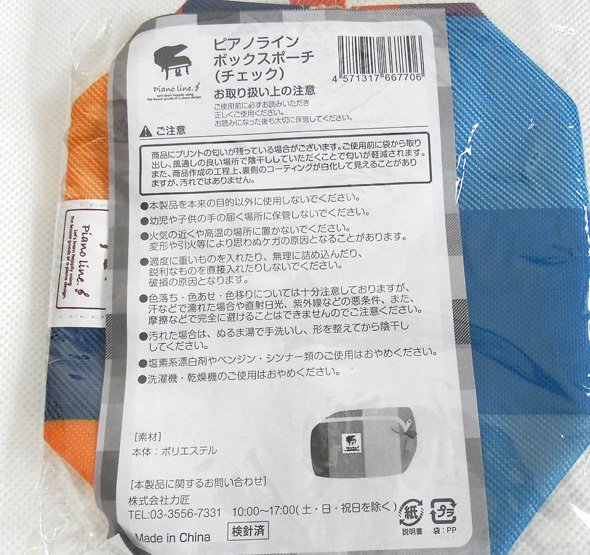 Piano line.
Let's learn happily using
the board goods of a piano design.
ピアノライン
ボックスポーチ
(チェック)
4 571317 667706
お取り扱い上の注意
ご使用前に必ずお読みいただき
正しくご使用ください。
お読みになった後も大切に保管してください。
ご注意
商品にプリントの匂いが残っている場合がございます。ご使用前に袋から取り
出し、風通しの良い場所で陰干ししていただくことで匂いが軽減されます。
また、商品作成の工程上、裏側のコーティングが白化して見えることがあり
ますが、汚れではありません。
●本製品を本来の目的以外に使用しないでください。
●幼児や子供の手の届く場所に保管しないでください。
●火気の近くや高温の場所に置かないでください。
変形や引火等により思わぬケガの原因となることがあります。
●過度に重いものを入れたり、無理に詰め込んだり、
鋭利なものを直接入れたりしないでください。
破損の原因となります。
●色落ち・色あせ・色移りについては十分注意しておりますが、
汗などで濡れた場合や直射日光、紫外線などの悪条件、また、
摩擦などで完全に避けることはできませんのでご注意ください。
●汚れた場合は、ぬるま湯で手洗いし、形を整えてから陰干し
してください。
●塩素系漂白剤やベンジン・シンナー類のご使用はおやめください。
●洗濯機・乾燥機のご使用はおやめください。
[素材]
本体：ポリエステル
[本製品に関するお問い合わせ]
株式会社力匠
TEL:03-3556-7331 10:00~17:00(土・日・祝日を除く)
Made in China 検針済
紙
説明書
プラ
袋：PP
Piano line.
Let's learn happily using